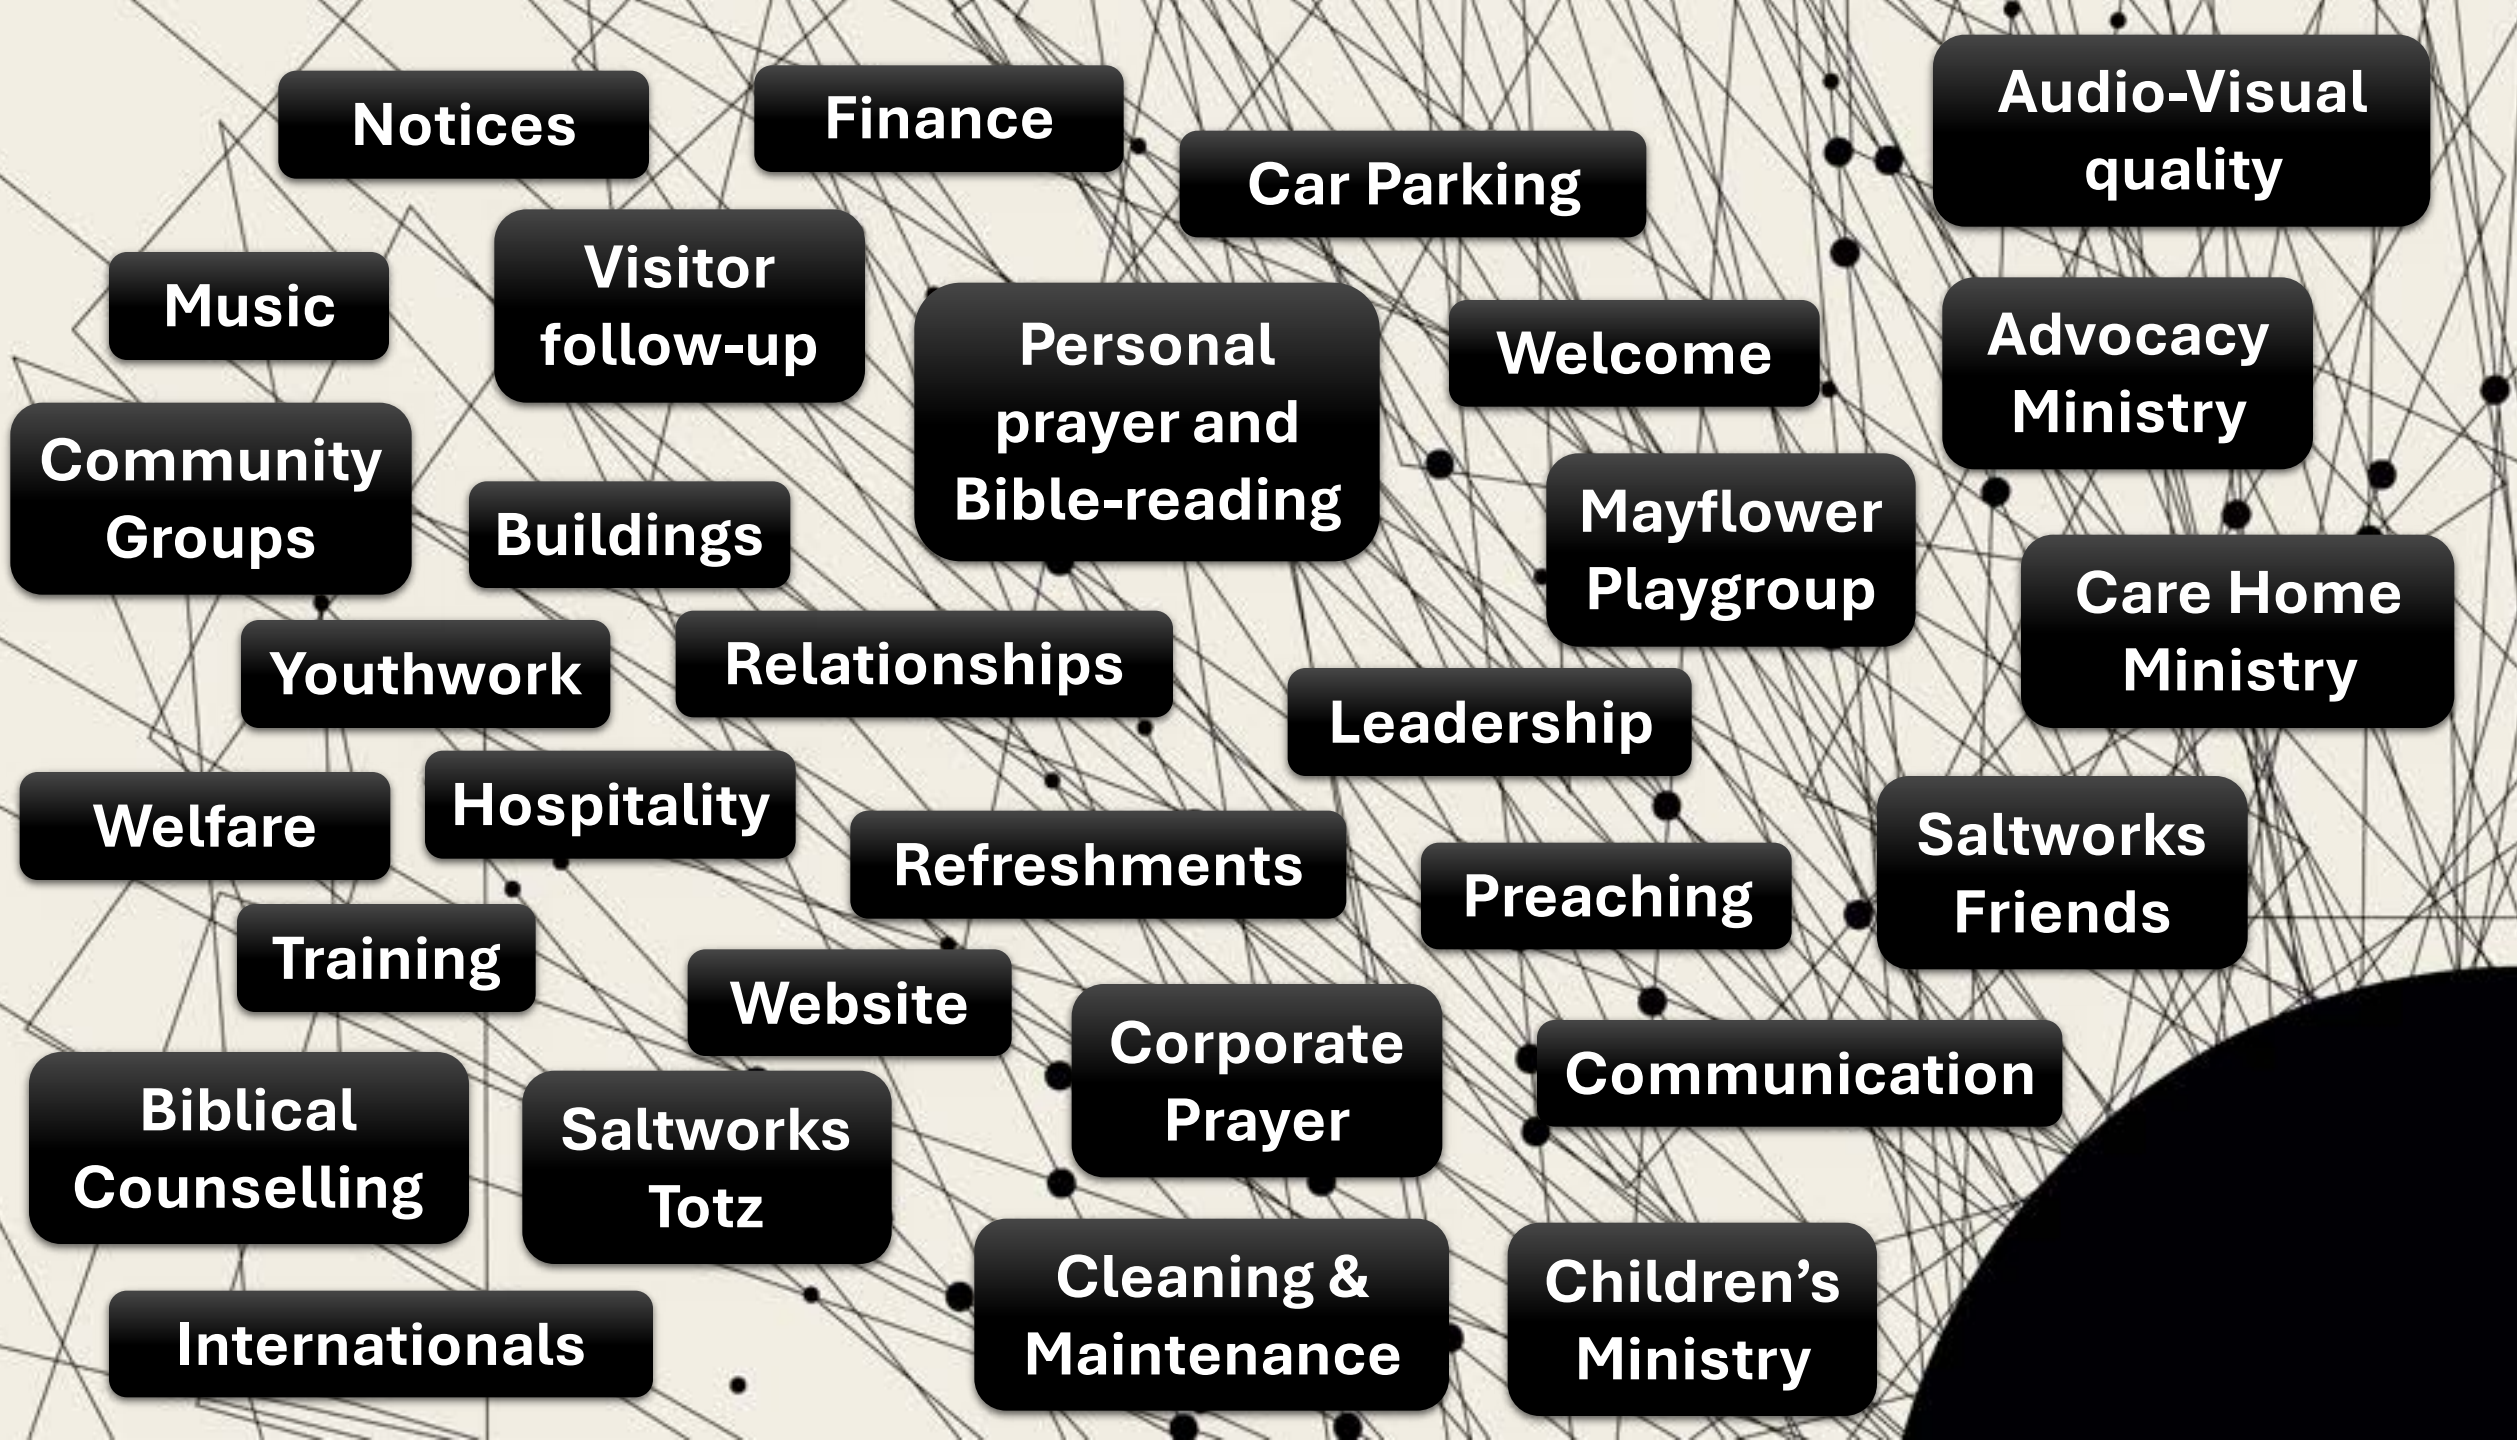 Notices
Finance
Car Parking
Audio-Visual
quality
Music
Visitor
follow-up
Personal
prayer and
Bible-reading
Welcome
Advocacy
Ministry
Community
Groups
Buildings
Mayflower
Playgroup
Care Home
Ministry
Youthwork
Relationships
Leadership
Welfare
Hospitality
Refreshments
Preaching
Saltworks
Friends
Training
Website
Corporate
Prayer
Communication
Biblical
Counselling
Saltworks
Totz
Cleaning &
Maintenance
Children’s
Ministry
Internationals